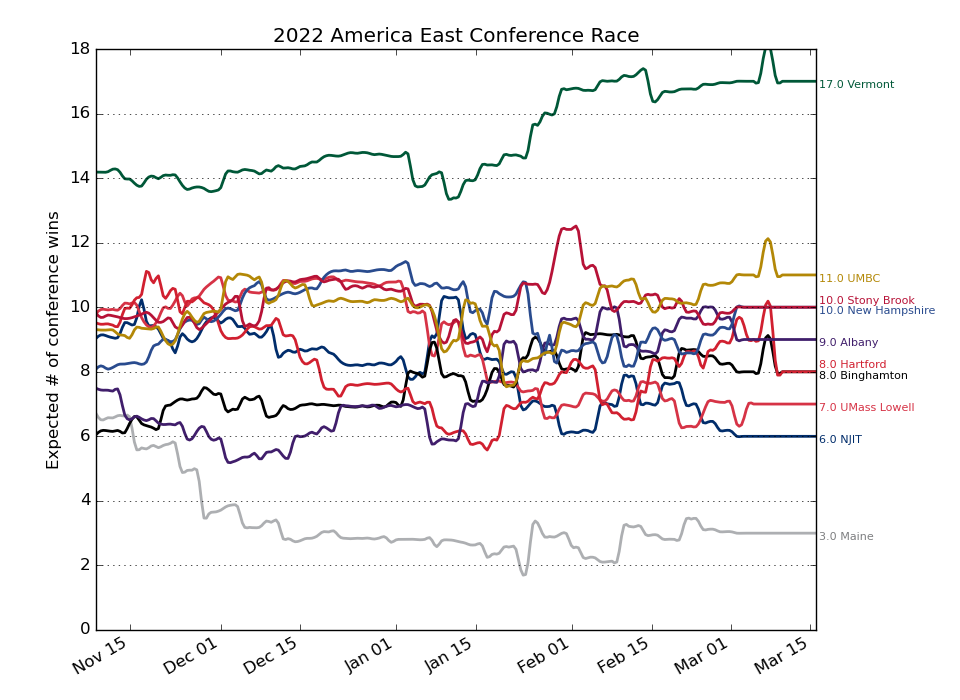 2022 America East Conference Race
Expected # of conference wins
18
16
14
12
10
8
6
4
2
0
Nov 15
Dec 01
Dec 15
Jan 01
Jan 15
Feb 01
Feb 15
Mar 01
Mar 15
17.0 Vermont
11.0 UMBC
10.0 Stony Brook
10.0 New Hampshire
9.0 Albany
8.0 Hartford
8.0 Binghamton
7.0 UMass Lowell
6.0 NJIT
3.0 Maine